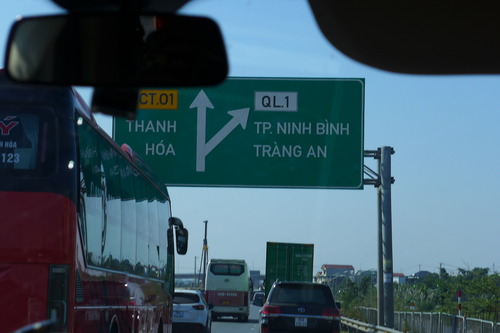 CT.01
QL.1
THANH
HÓA
TP. NINH BÌNH
TRÀNG AN
123